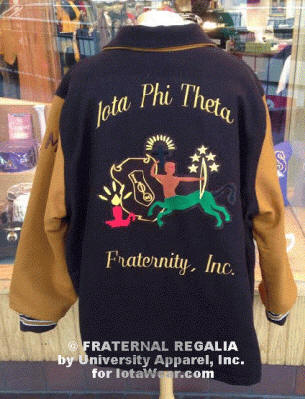 Iota Phi Theta
Fraternity, Inc.
© FRATERNAL REGALIA
by University Apparel, Inc.
for IotaWear.com